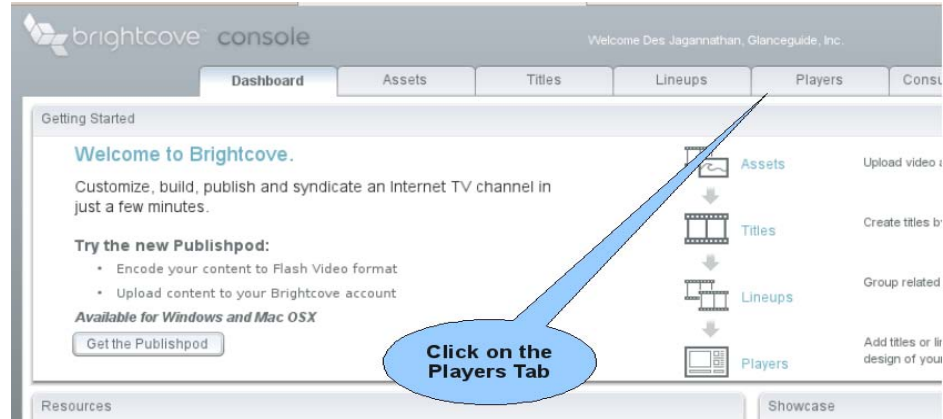 brightcove console
Welcome Des Jagannathan, Glanceguide, Inc.
Dashboard Assets Titles Lineups Players
Getting Started
Welcome to Brightcove.
Customize, build, publish and syndicate an Internet TV channel in
just a few minutes.
Try the new Publishpod:
• Encode your content to Flash Video format
• Upload content to your Brightcove account
Available for Windows and Mac OSX
Get the Publishpod
Assets Upload video
Titles Create titles
Lineups Group related
Players Add titles or
design of your
Click on the
Players Tab
Resources
Showcase